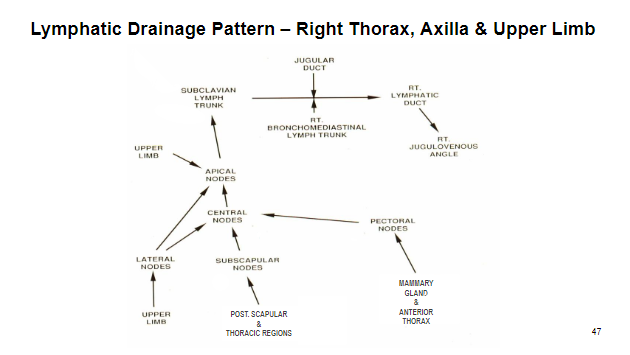 Lymphatic Drainage Pattern – Right Thorax, Axilla & Upper Limb
JUGULAR
DUCT
SUBCLAVIAN
LYMPH
TRUNK
RT.
LYMPHATIC
DUCT
RT.
BRONCHOMEDIASTINAL
LYMPH TRUNK
RT.
JUGULOVENOUS
ANGLE
UPPER
LIMB
APICAL
NODES
CENTRAL
NODES
PECTORAL
NODES
LATERAL
NODES
SUBSCAPULAR
NODES
MAMMARY
GLAND
&
ANTERIOR
THORAX
UPPER
LIMB
POST. SCAPULAR
&
THORACIC REGIONS
47